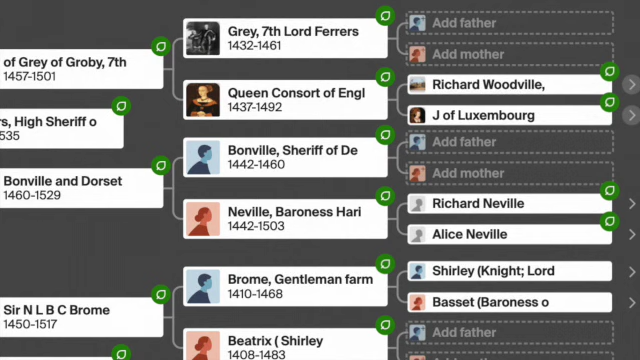 Grey, 7th Lord Ferrers
1432-1461
Add father
Add mother
of Grey of Groby, 7th
1457-1501
Queen Consort of Engl
1437-1492
Richard Woodville,
J of Luxembourg
rs, High Sheriff o
535
Bonville, Sheriff of De
1442-1460
Add father
Add mother
Bonville and Dorset
1460-1529
Neville, Baroness Hari
1442-1503
Richard Neville
Alice Neville
Brome, Gentleman farm
1410-1468
Shirley (Knight; Lord
Basset (Baroness o
Sir N L B C Brome
1450-1517
Beatrix ( Shirley
1408-1483
Add father